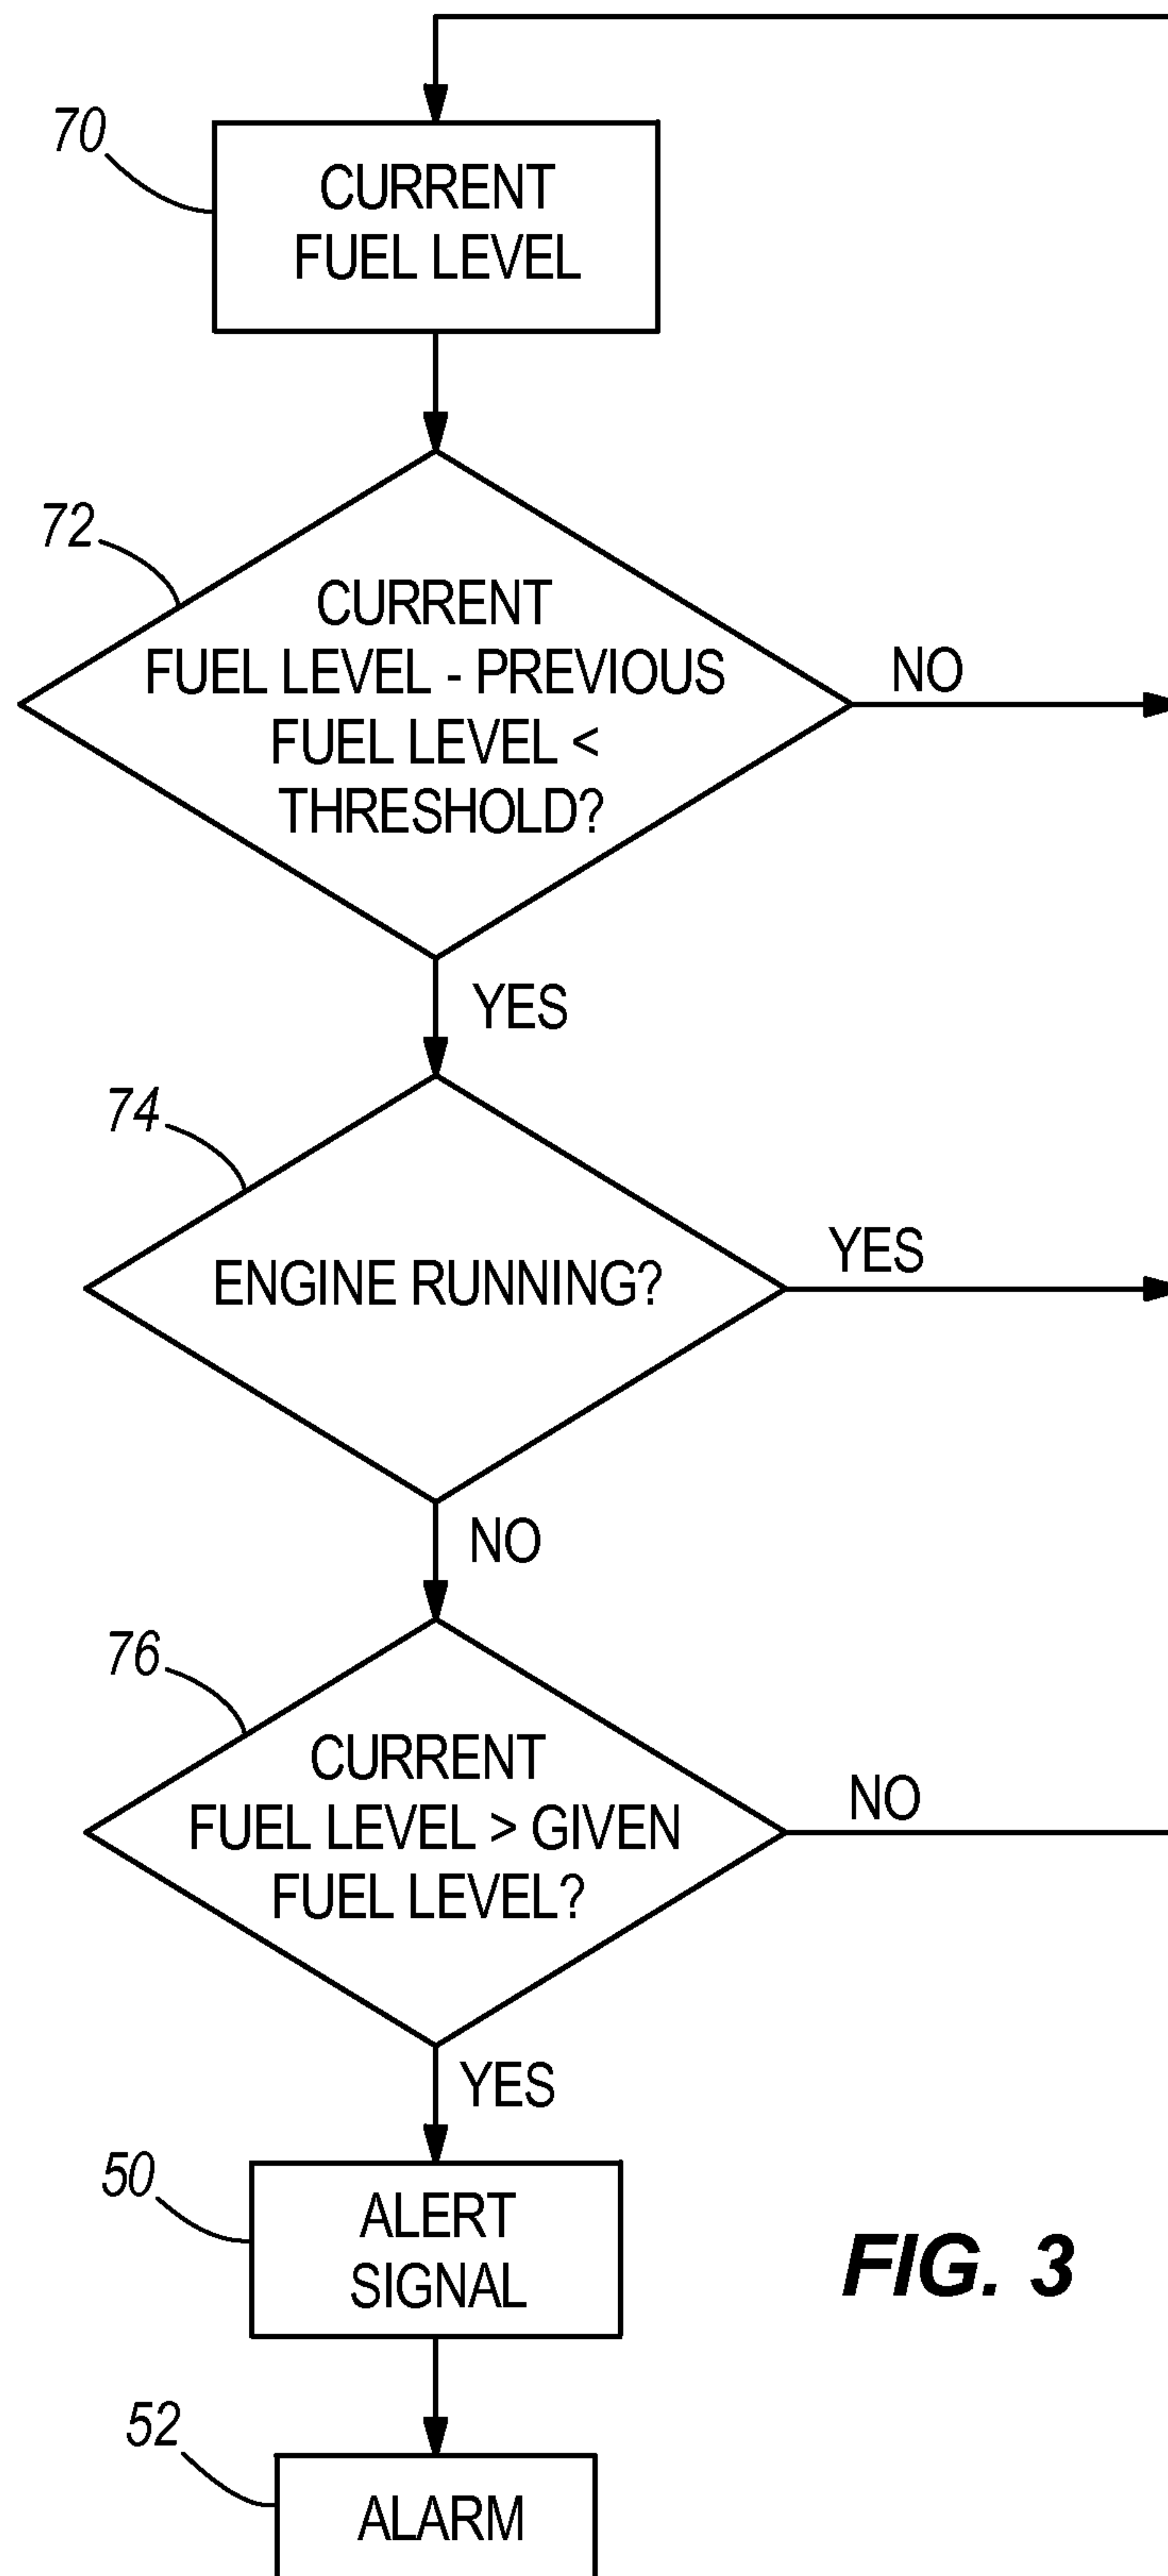 70
CURRENT
FUEL LEVEL
72
CURRENT
FUEL LEVEL - PREVIOUS
FUEL LEVEL <
THRESHOLD?
NO
YES
74
ENGINE RUNNING?
YES
NO
76
CURRENT
FUEL LEVEL > GIVEN
FUEL LEVEL?
NO
YES
50
ALERT
SIGNAL
FIG. 3
52
ALARM